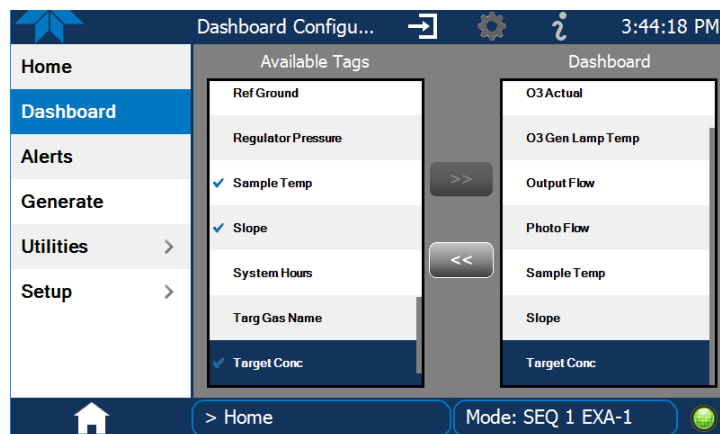 Dashboard Configu... 3:44:18 PM
Home
Dashboard
Alerts
Generate
Utilities >
Setup >
Available Tags
Ref Ground
Regulator Pressure
Sample Temp
Slope
System Hours
Targ Gas Name
Target Conc
>>
<<
Dashboard
O3 Actual
O3 Gen Lamp Temp
Output Flow
Photo Flow
Sample Temp
Slope
Target Conc
> Home
Mode: SEQ 1 EXA-1